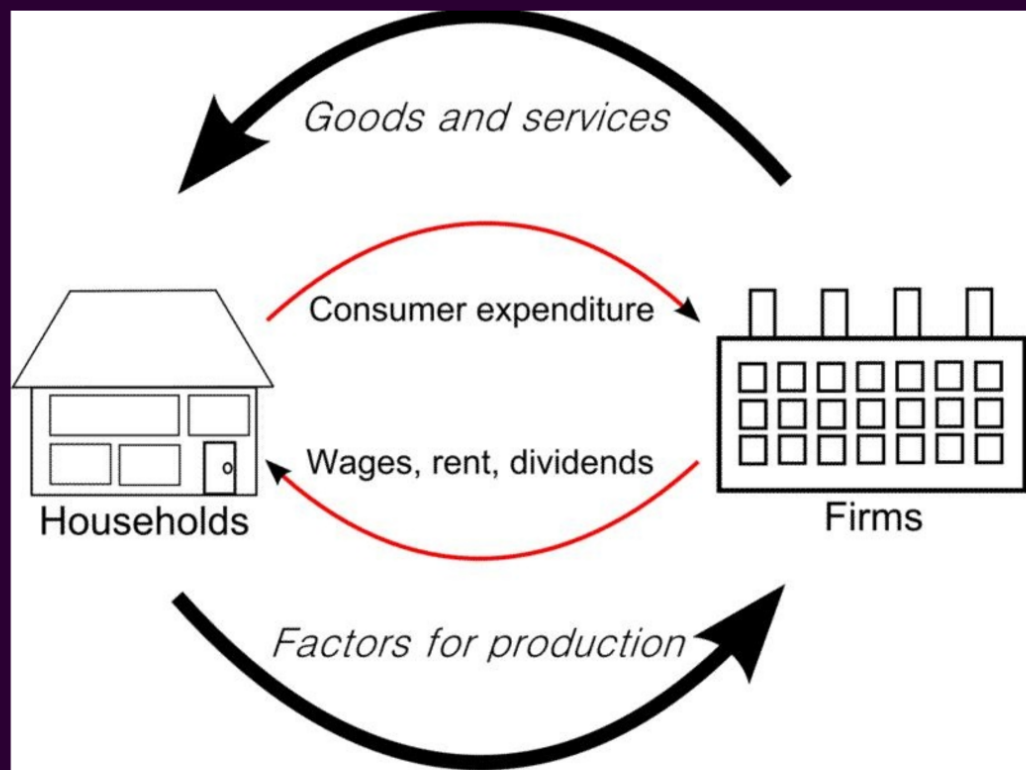 Goods and services
Consumer expenditure
Wages, rent, dividends
Households
Firms
Factors for production